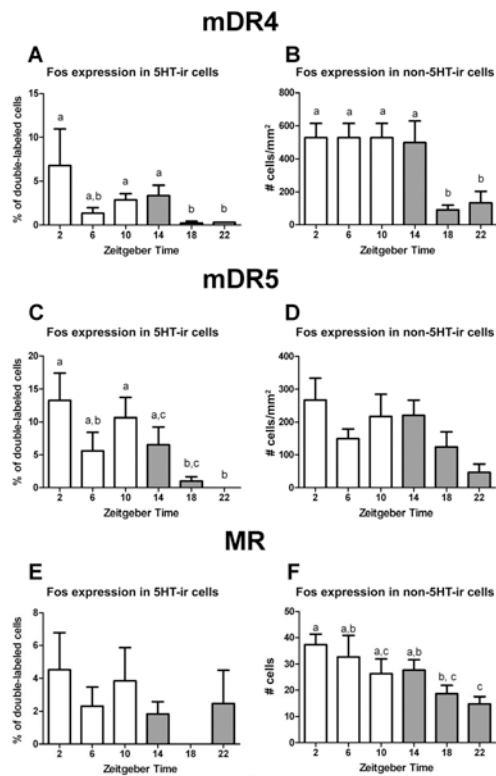 mDR4
A
Fos expression in 5HT-ir cells
% of double-labeled cells
15
10
5
0
a
a,b
a
a
b
b
2 6 10 14 18 22
Zeitgeber Time
B
Fos expression in non-5HT-ir cells
# cells/mm²
600
400
200
0
a
a
a
a
b
b
2 6 10 14 18 22
Zeitgeber Time
mDR5
C
Fos expression in 5HT-ir cells
% of double-labeled cells
20
15
10
5
0
a
a,b
a
a,c
b,c
b
2 6 10 14 18 22
Zeitgeber Time
D
Fos expression in non-5HT-ir cells
# cells/mm²
400
300
200
100
0
2 6 10 14 18 22
Zeitgeber Time
MR
E
Fos expression in 5HT-ir cells
% of double-labeled cells
8
6
4
2
0
2 6 10 14 18 22
Zeitgeber Time
F
Fos expression in non-5HT-ir cells
# cells
50
40
30
20
10
0
a
a,b
a,c
a,b
b, c
c
2 6 10 14 18 22
Zeitgeber Time